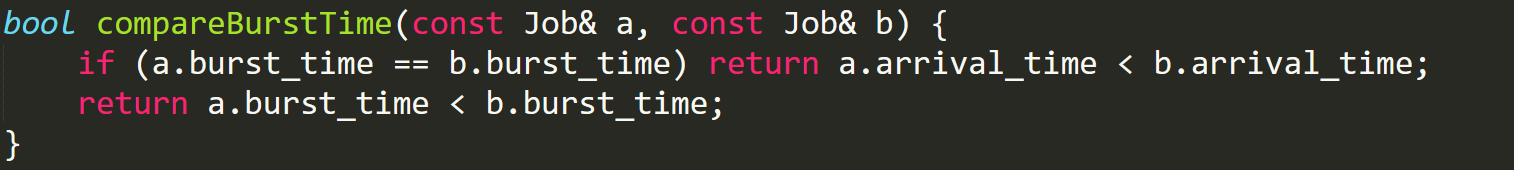 bool compareBurstTime(const Job& a, const Job& b) {
    if (a.burst_time == b.burst_time) return a.arrival_time < b.arrival_time;
    return a.burst_time < b.burst_time;
}